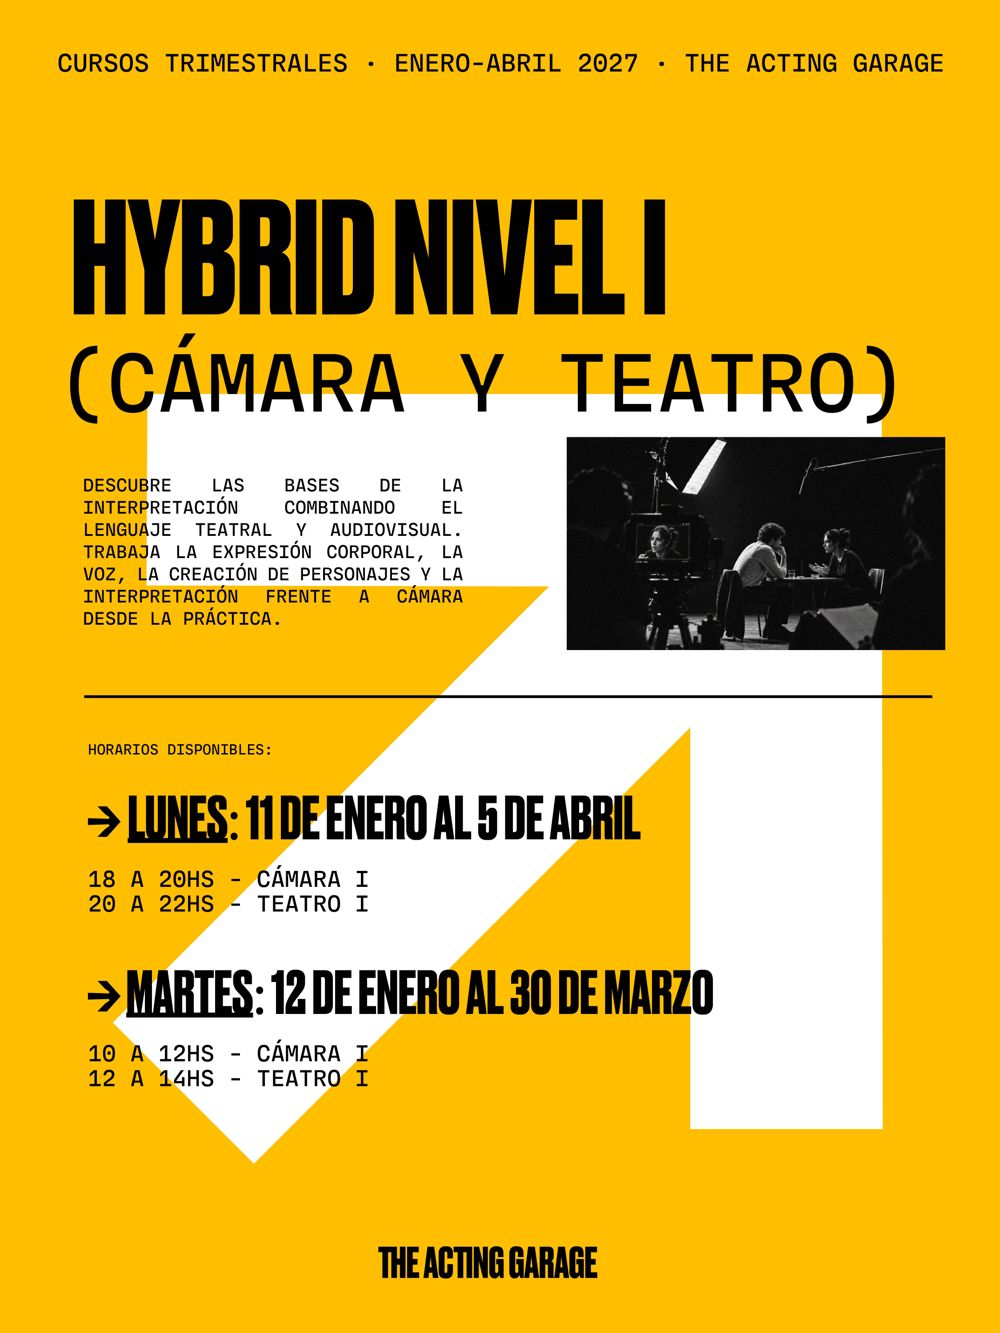 CURSOS TRIMESTRALES · ENERO-ABRIL 2027 · THE ACTING GARAGE
HYBRID NIVEL I
(CÁMARA Y TEATRO)
DESCUBRE LAS BASES DE LA
INTERPRETACIÓN COMBINANDO EL
LENGUAJE TEATRAL Y AUDIOVISUAL.
TRABAJA LA EXPRESIÓN CORPORAL, LA
VOZ, LA CREACIÓN DE PERSONAJES Y LA
INTERPRETACIÓN FRENTE A CÁMARA
DESDE LA PRÁCTICA.
HORARIOS DISPONIBLES:
→ LUNES: 11 DE ENERO AL 5 DE ABRIL
18 A 20HS - CÁMARA I
20 A 22HS - TEATRO I
→ MARTES: 12 DE ENERO AL 30 DE MARZO
10 A 12HS - CÁMARA I
12 A 14HS - TEATRO I
THE ACTING GARAGE